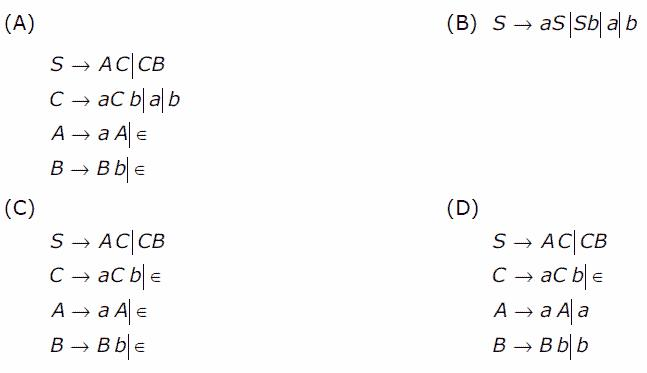 (A)
S → AC|CB
C → aC b|a|b
A → a A|∈
B → B b|∈
(B) S → aS|Sb|a|b
(C)
S → AC|CB
C → aC b|∈
A → a A|∈
B → B b|∈
(D)
S → AC|CB
C → aC b|∈
A → a A|a
B → B b|b